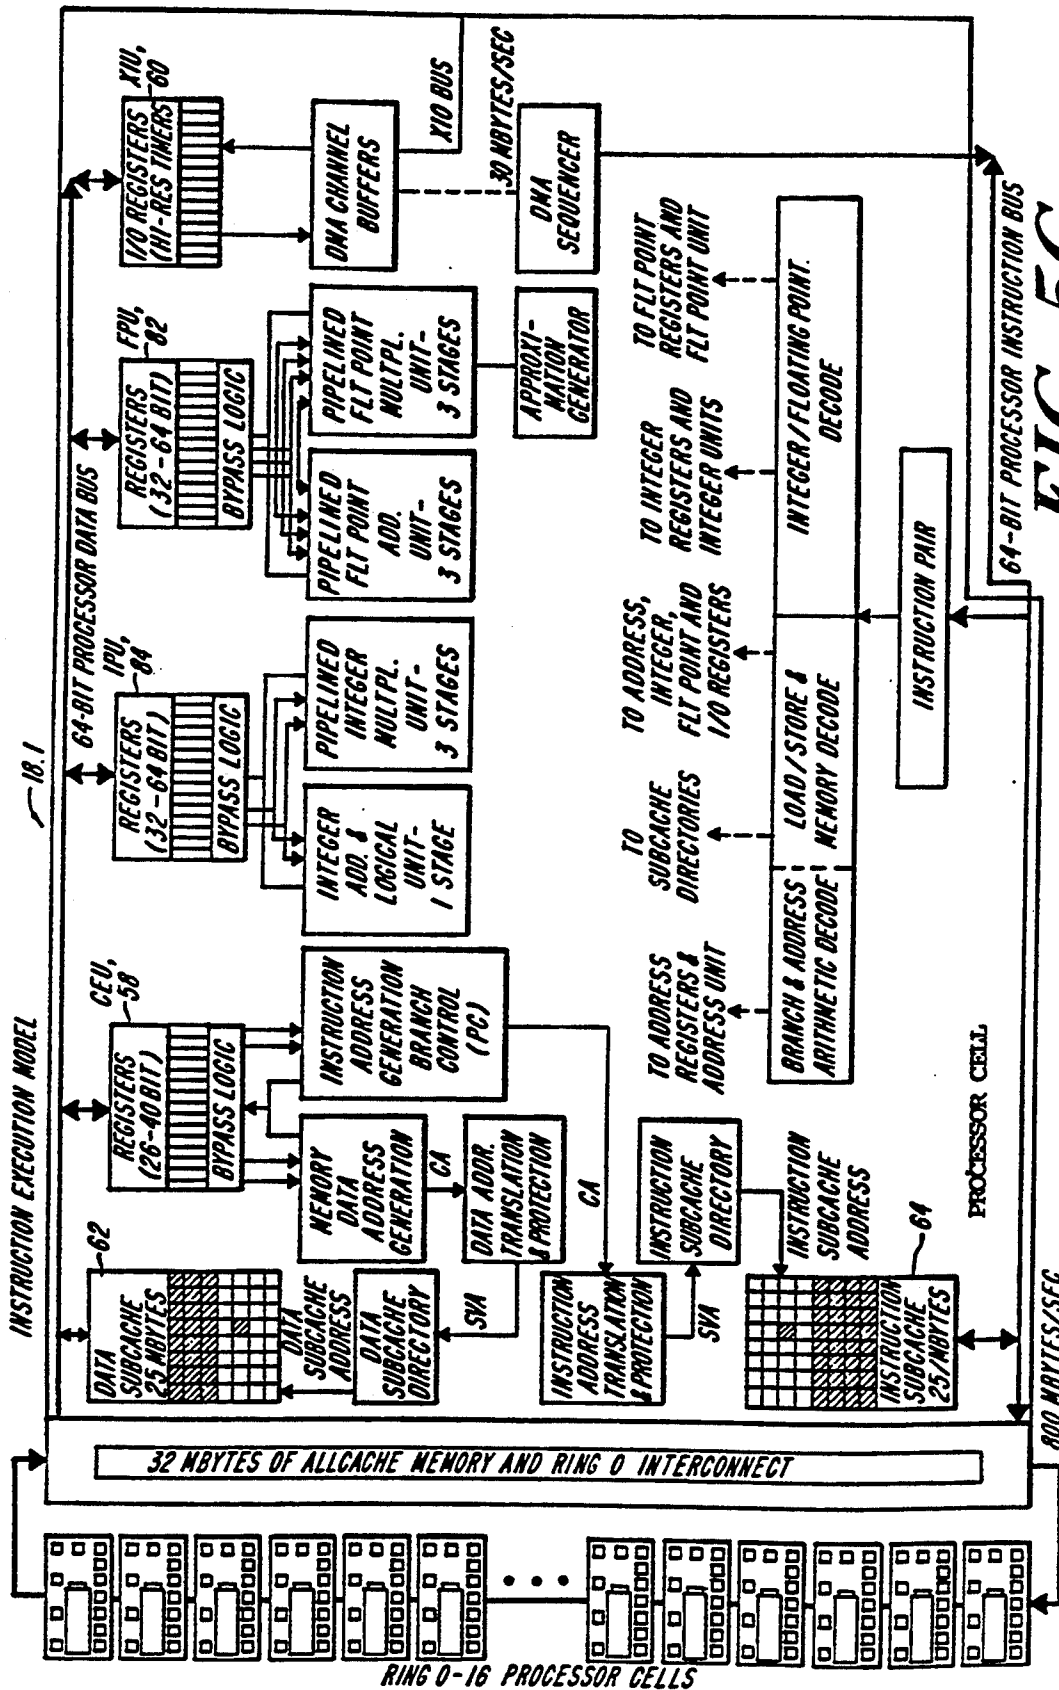 INSTRUCTION EXECUTION MODEL
18.1
64-BIT PROCESSOR DATA BUS
DATA
SUBCACHE
25 MBYTES
62
DATA
SUBCACHE
ADDRESS
DATA
SUBCACHE
DIRECTORY
SVA
CEU,
58
REGISTERS
(26-40 BIT)
BYPASS LOGIC
MEMORY
DATA
ADDRESS
GENERATION
CA
DATA ADDR.
TRANSLATION
& PROTECTION
INSTRUCTION
ADDRESS
GENERATION
BRANCH
CONTROL
(PC)
CA
INSTRUCTION
ADDRESS
TRANSLATION
& PROTECTION
SVA
INSTRUCTION
SUBCACHE
DIRECTORY
INSTRUCTION
SUBCACHE
ADDRESS
INSTRUCTION
SUBCACHE
25/MBYTES
64
IPU,
84
REGISTERS
(32-64 BIT)
BYPASS LOGIC
INTEGER
ADD. &
LOGICAL
UNIT-
1 STAGE
PIPELINED
INTEGER
MULTPL.
UNIT-
3 STAGES
FPU,
82
REGISTERS
(32-64 BIT)
BYPASS LOGIC
PIPELINED
FLT POINT
ADD.
UNIT-
3 STAGES
PIPELINED
FLT POINT
MULTPL.
UNIT-
3 STAGES
APPROXI-
MATION
GENERATOR
XIU,
60
I/O REGISTERS
(HI-RES TIMERS)
DMA CHANNEL
BUFFERS
XIO BUS
30 MBYTES/SEC
DMA
SEQUENCER
TO ADDRESS
REGISTERS &
ADDRESS UNIT
TO
SUBCACHE
DIRECTORIES
TO ADDRESS,
INTEGER,
FLT POINT AND
I/O REGISTERS
TO INTEGER
REGISTERS AND
INTEGER UNITS
TO FLT POINT
REGISTERS AND
FLT POINT UNIT
BRANCH & ADDRESS
ARITHMETIC DECODE
LOAD/STORE &
MEMORY DECODE
INTEGER/FLOATING POINT.
DECODE
INSTRUCTION PAIR
PROCESSOR CELL
64-BIT PROCESSOR INSTRUCTION BUS
800 MBYTES/SEC
32 MBYTES OF ALLCACHE MEMORY AND RING 0 INTERCONNECT
RING 0-16 PROCESSOR CELLS
FIG. 5C